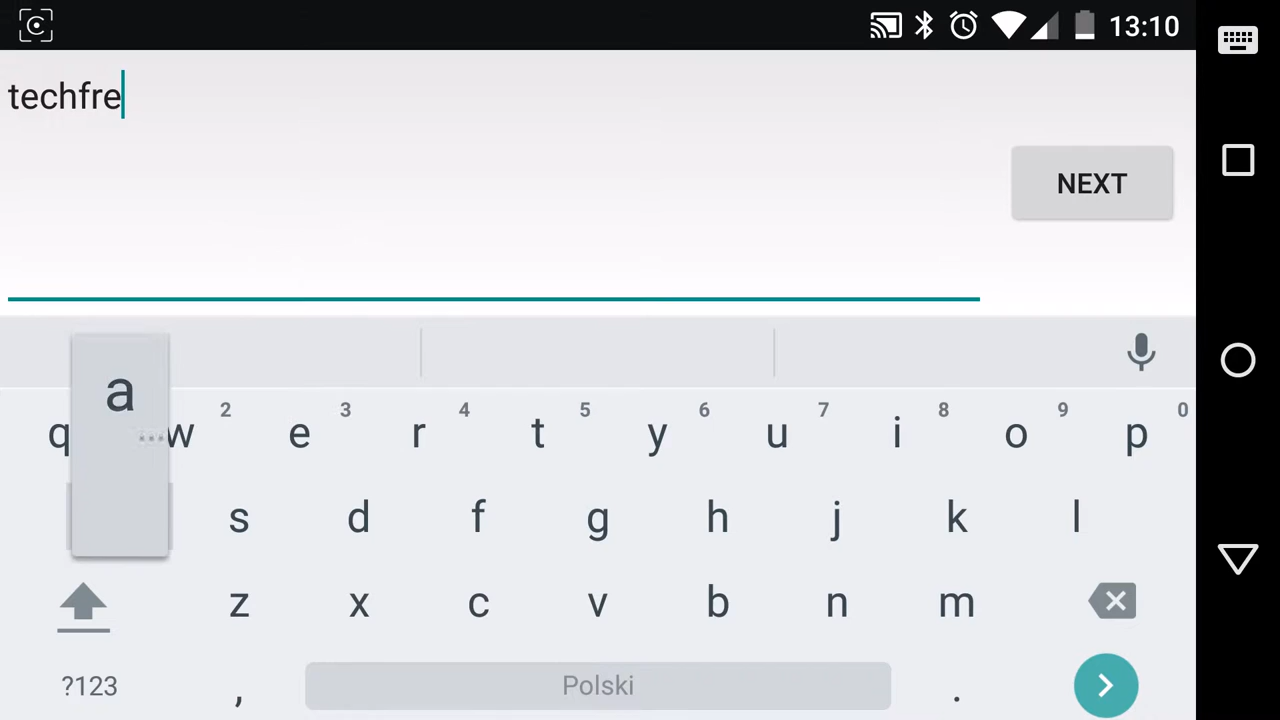 13:10
techfre
NEXT
a
2 3 4 5 6 7 8 9 0
q w e r t y u i o p
s d f g h j k l
z x c v b n m
?123 , Polski .